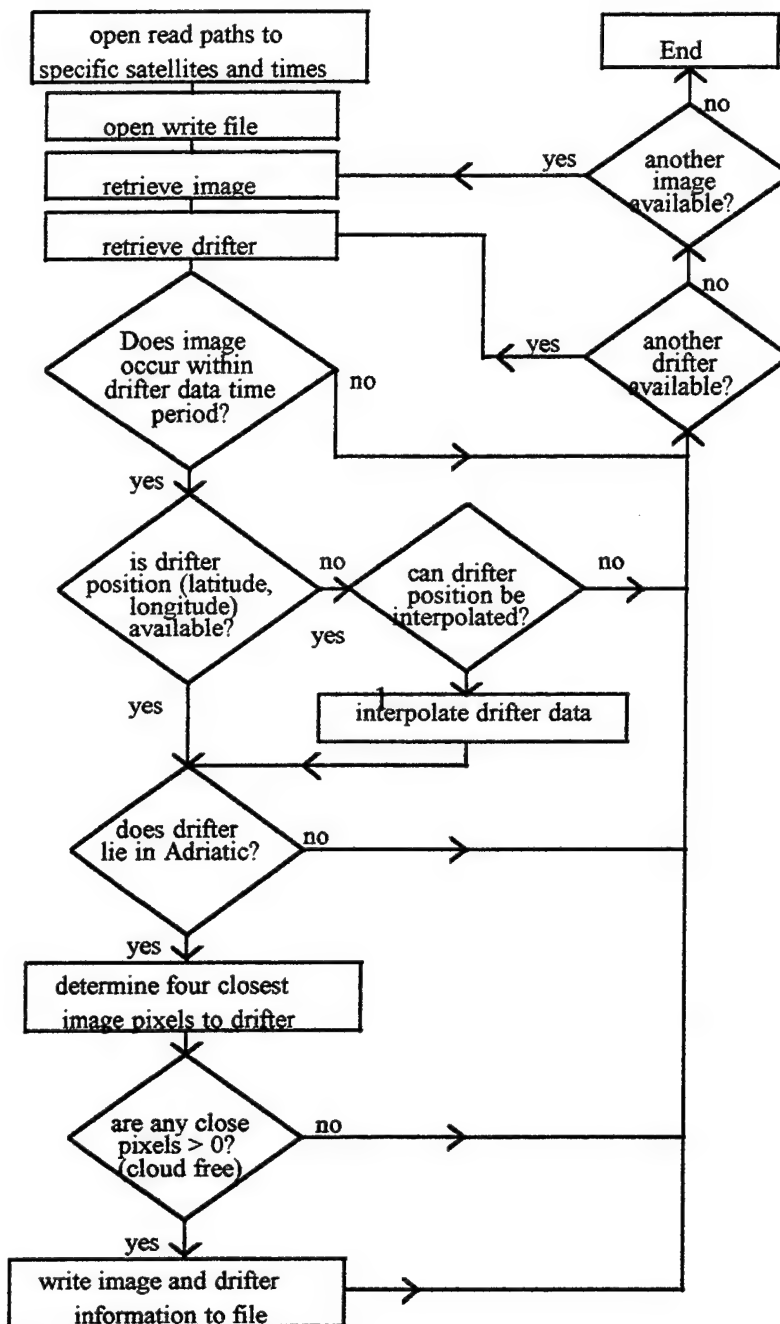 open read paths to
specific satellites and times
open write file
retrieve image
retrieve drifter
Does image
occur within
drifter data time
period?
no
yes
is drifter
position (latitude,
longitude)
available?
no
yes
can drifter
position be
interpolated?
no
yes
1
interpolate drifter data
does drifter
lie in Adriatic?
no
yes
determine four closest
image pixels to drifter
are any close
pixels > 0?
(cloud free)
no
yes
write image and drifter
information to file
another
drifter
available?
yes
no
another
image
available?
yes
no
End